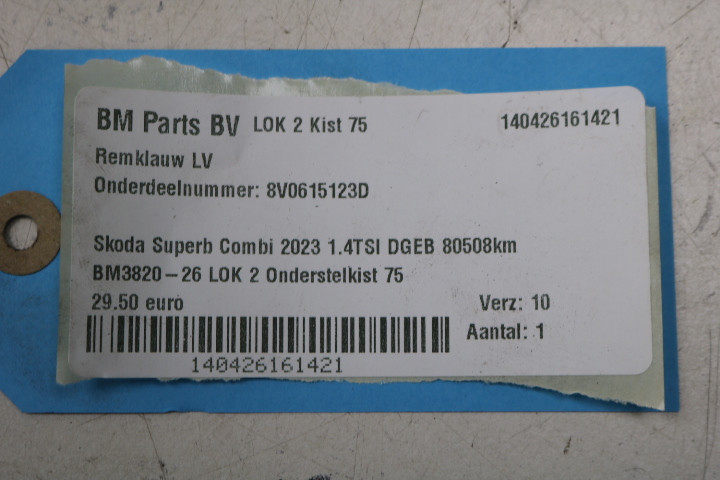 BM Parts BV LOK 2 Kist 75 140426161421
Remklauw LV
Onderdeelnummer: 8V0615123D
Skoda Superb Combi 2023 1.4TSI DGEB 80508km
BM3820-26 LOK 2 Onderstelkist 75
29.50 euro Verz: 10
Aantal: 1
140426161421